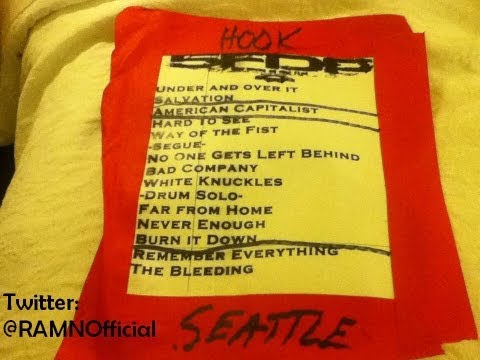 HOOK
5FDP
UNDER AND OVER IT
SALVATION
AMERICAN CAPITALIST
HARD TO SEE
WAY OF THE FIST
-SEGUE-
NO ONE GETS LEFT BEHIND
BAD COMPANY
WHITE KNUCKLES
-DRUM SOLO-
FAR FROM HOME
NEVER ENOUGH
BURN IT DOWN
REMEMBER EVERYTHING
THE BLEEDING
SEATTLE
Twitter:
@RAMNOfficial